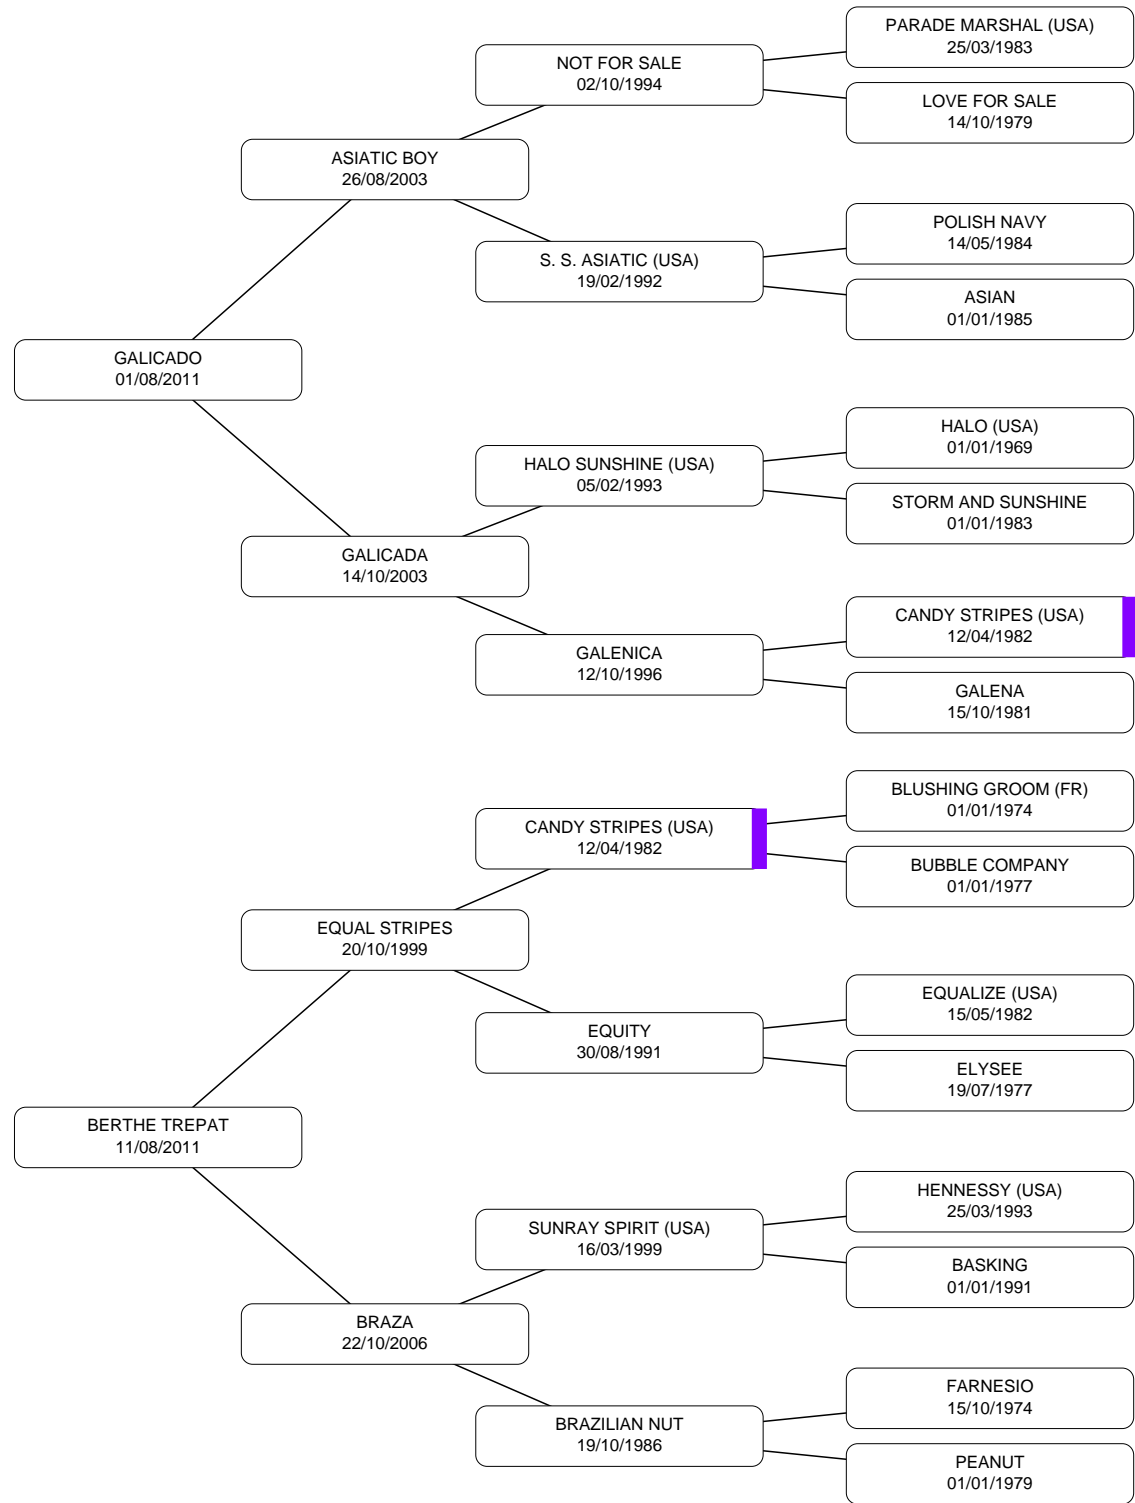 PARADE MARSHAL (USA)
25/03/1983
NOT FOR SALE
02/10/1994
LOVE FOR SALE
14/10/1979
ASIATIC BOY
26/08/2003
POLISH NAVY
14/05/1984
S. S. ASIATIC (USA)
19/02/1992
ASIAN
01/01/1985
GALICADO
01/08/2011
HALO (USA)
01/01/1969
HALO SUNSHINE (USA)
05/02/1993
STORM AND SUNSHINE
01/01/1983
GALICADA
14/10/2003
CANDY STRIPES (USA)
12/04/1982
GALENICA
12/10/1996
GALENA
15/10/1981
BLUSHING GROOM (FR)
01/01/1974
CANDY STRIPES (USA)
12/04/1982
BUBBLE COMPANY
01/01/1977
EQUAL STRIPES
20/10/1999
EQUALIZE (USA)
15/05/1982
EQUITY
30/08/1991
ELYSEE
19/07/1977
BERTHE TREPAT
11/08/2011
HENNESSY (USA)
25/03/1993
SUNRAY SPIRIT (USA)
16/03/1999
BASKING
01/01/1991
BRAZA
22/10/2006
FARNESIO
15/10/1974
BRAZILIAN NUT
19/10/1986
PEANUT
01/01/1979